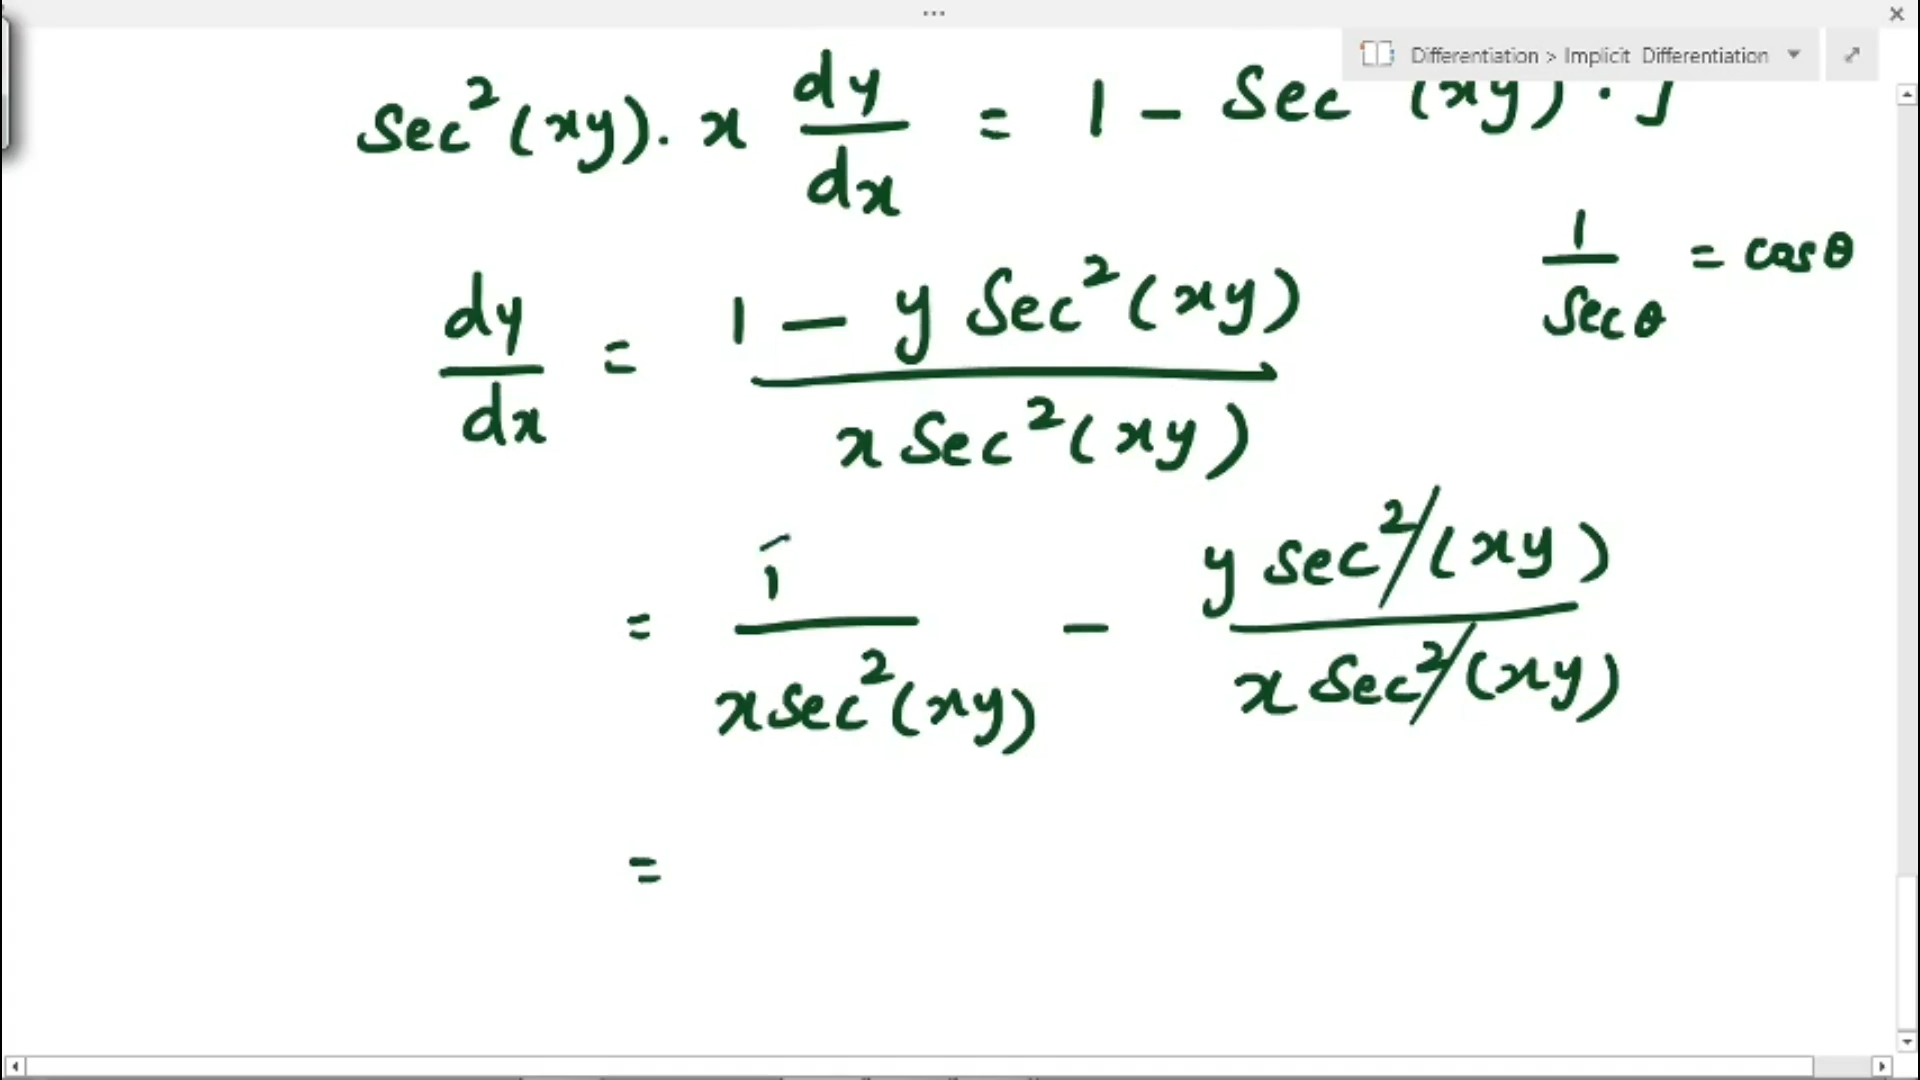 Differentiation > Implicit Differentiation
sec²(xy). x dy/dx = 1 - Sec (xy) .
1/Secθ = cosθ
dy/dx = 1 - y Sec²(xy) / x Sec²(xy)
= 1/xSec²(xy) - y sec²(xy) / x Sec²(xy)
=